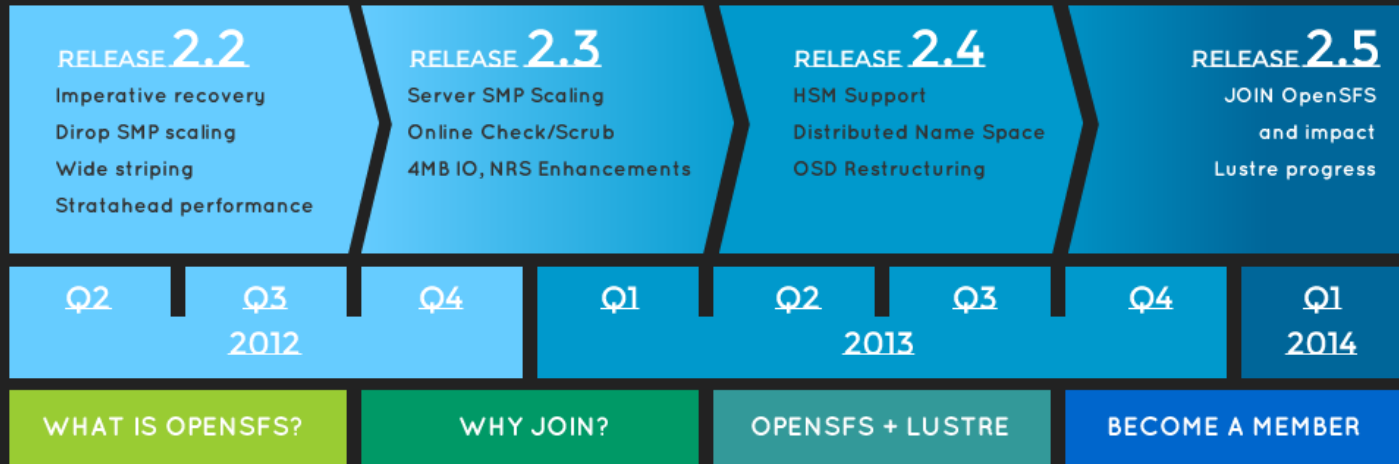 RELEASE 2.2
Imperative recovery
Dirop SMP scaling
Wide striping
Stratahead performance
RELEASE 2.3
Server SMP Scaling
Online Check/Scrub
4MB IO, NRS Enhancements
RELEASE 2.4
HSM Support
Distributed Name Space
OSD Restructuring
RELEASE 2.5
JOIN OpenSFS
and impact
Lustre progress
Q2 Q3 Q4
2012
Q1 Q2 Q3 Q4
2013
Q1
2014
WHAT IS OPENSFS?
WHY JOIN?
OPENSFS + LUSTRE
BECOME A MEMBER